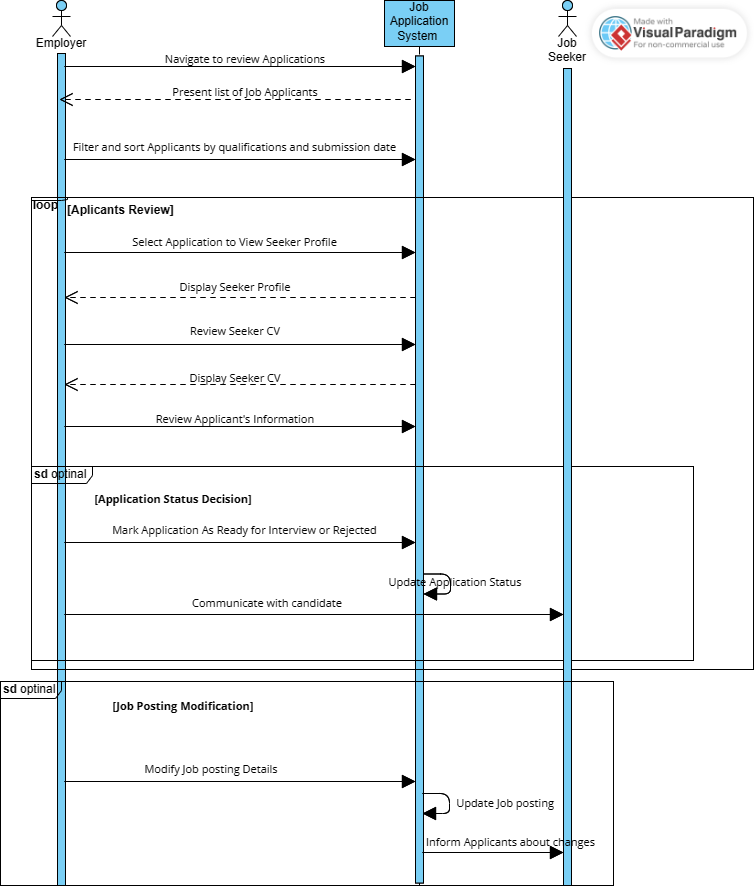 Employer
Job
Application
System
Job
Seeker
Made with
VisualParadigm
For non-commercial use
Navigate to review Applications
Present list of Job Applicants
Filter and sort Applicants by qualifications and submission date
loop
[Aplicants Review]
Select Application to View Seeker Profile
Display Seeker Profile
Review Seeker CV
Display Seeker CV
Review Applicant's Information
sd optinal
[Application Status Decision]
Mark Application As Ready for Interview or Rejected
Update Application Status
Communicate with candidate
sd optinal
[Job Posting Modification]
Modify Job posting Details
Update Job posting
Inform Applicants about changes